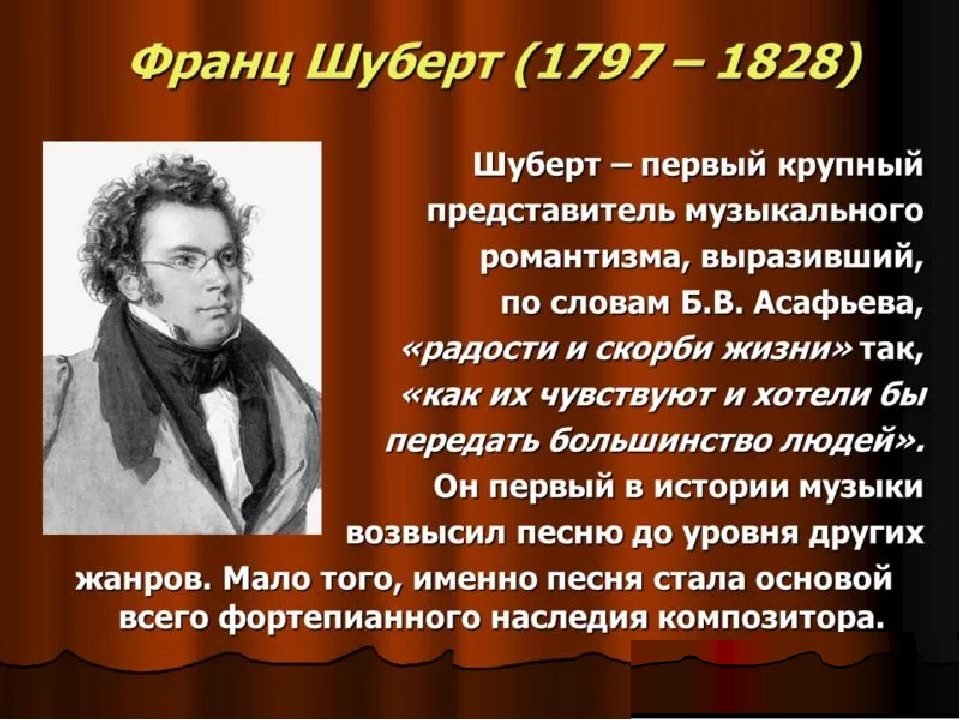 Франц Шуберт (1797 – 1828)
Шуберт – первый крупный
представитель музыкального
романтизма, выразивший,
по словам Б.В. Асафьева,
«радости и скорби жизни» так,
«как их чувствуют и хотели бы
передать большинство людей».
Он первый в истории музыки
возвысил песню до уровня других
жанров. Мало того, именно песня стала основой
всего фортепианного наследия композитора.